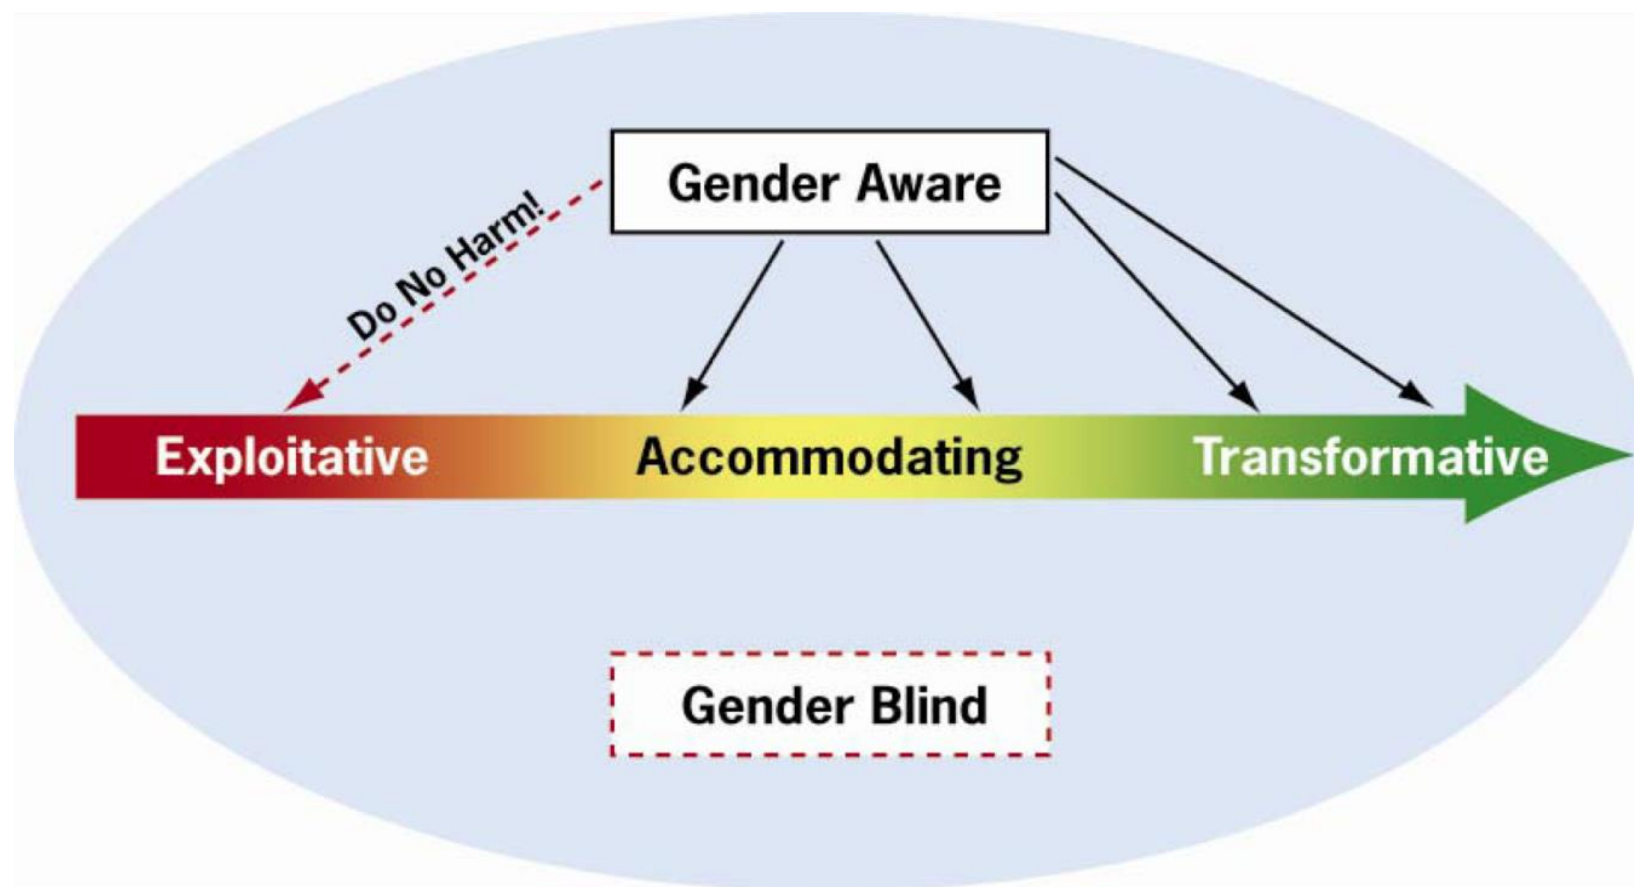 Gender Aware
Do No Harm!
Exploitative
Accommodating
Transformative
Gender Blind